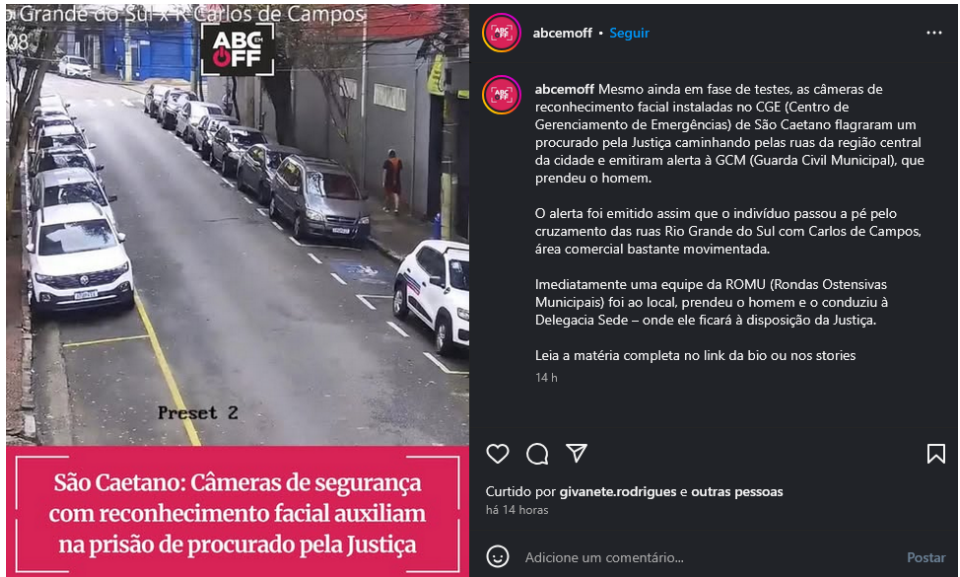 o Grande do Sul x R Carlos de Campos
08
ABC
EM
OFF
Preset 2
São Caetano: Câmeras de segurança
com reconhecimento facial auxiliam
na prisão de procurado pela Justiça
abcemoff • Seguir
abcemoff Mesmo ainda em fase de testes, as câmeras de
reconhecimento facial instaladas no CGE (Centro de
Gerenciamento de Emergências) de São Caetano flagraram um
procurado pela Justiça caminhando pelas ruas da região central
da cidade e emitiram alerta à GCM (Guarda Civil Municipal), que
prendeu o homem.
O alerta foi emitido assim que o indivíduo passou a pé pelo
cruzamento das ruas Rio Grande do Sul com Carlos de Campos,
área comercial bastante movimentada.
Imediatamente uma equipe da ROMU (Rondas Ostensivas
Municipais) foi ao local, prendeu o homem e o conduziu à
Delegacia Sede – onde ele ficará à disposição da Justiça.
Leia a matéria completa no link da bio ou nos stories
14 h
Curtido por givanete.rodrigues e outras pessoas
há 14 horas
Adicione um comentário...
Postar